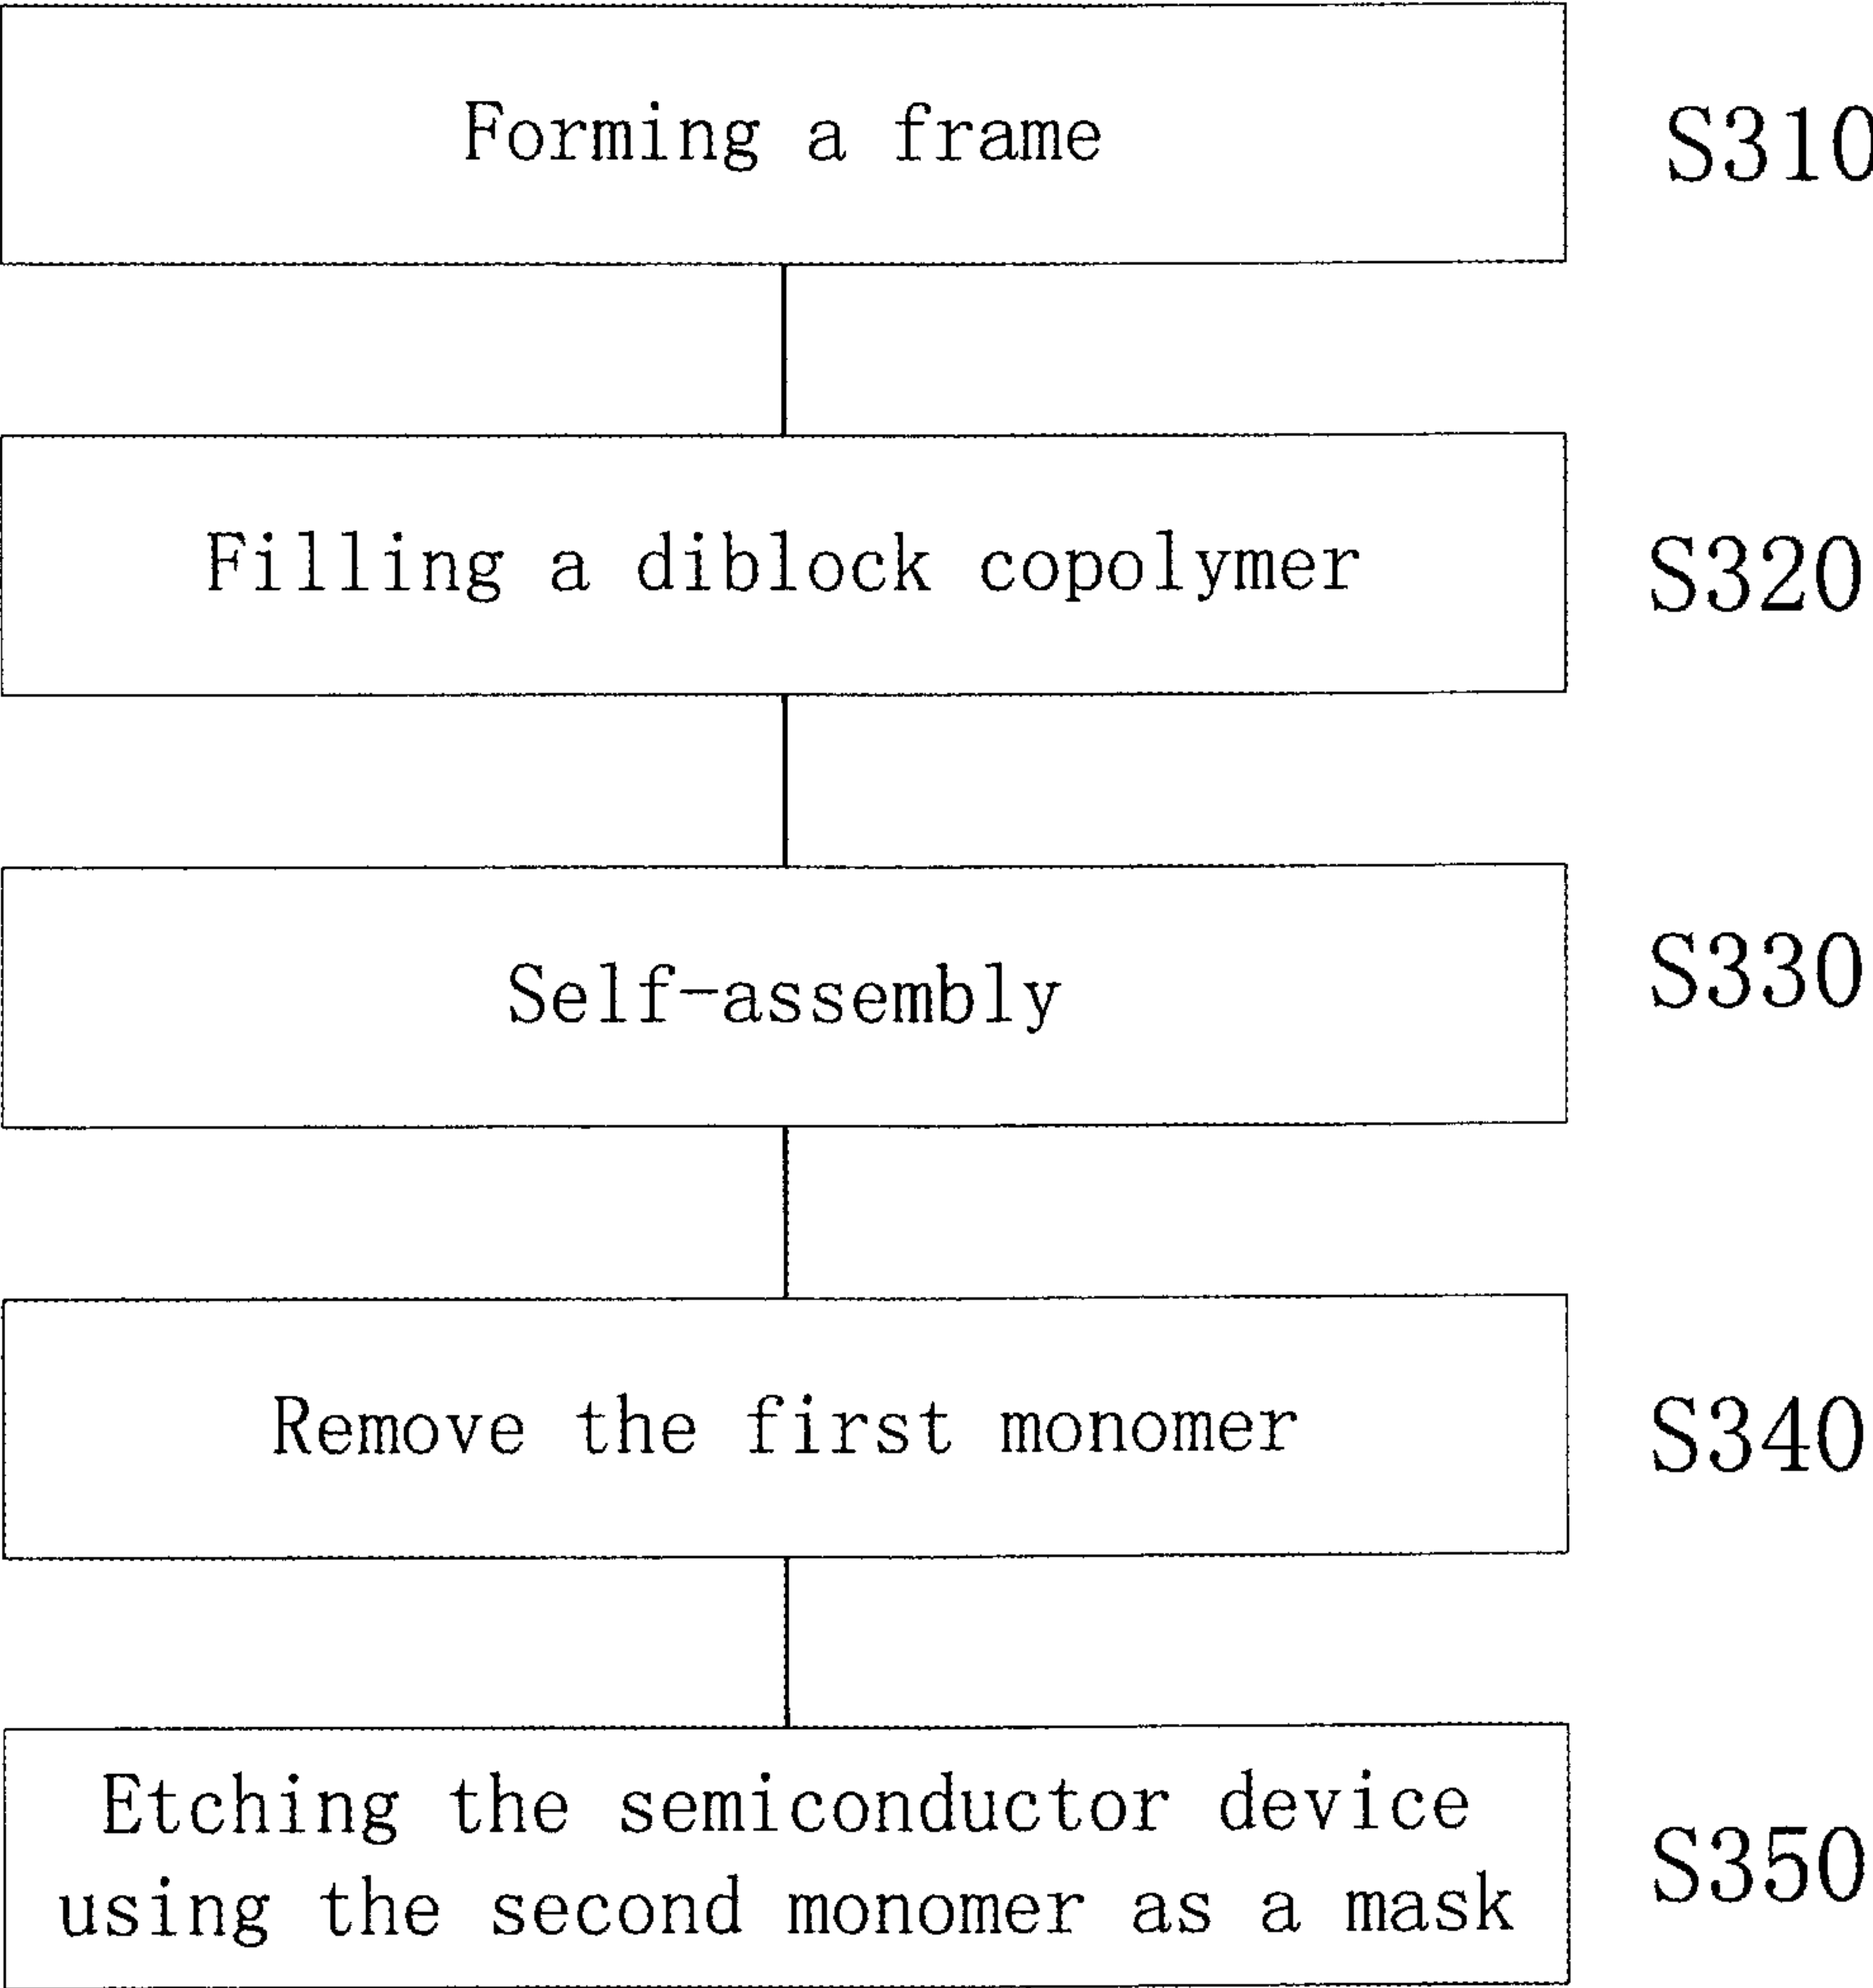 Forming a frame
S310
Filling a diblock copolymer
S320
Self-assembly
S330
Remove the first monomer
S340
Etching the semiconductor device
using the second monomer as a mask
S350